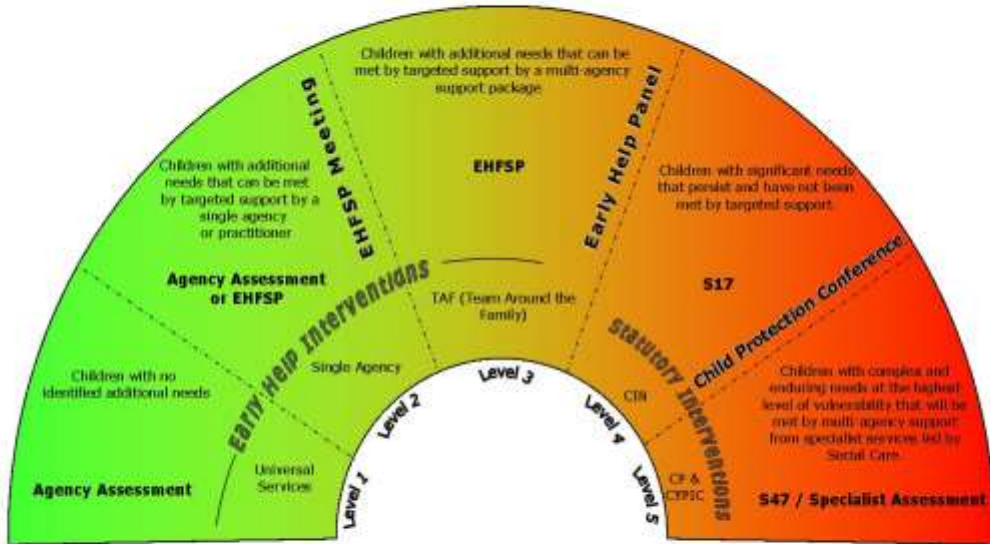 Children with no
identified additional needs
Agency Assessment
Universal
Services
Level 1
Children with additional
needs that can be met
by targeted support by a
single agency
or practitioner
Agency Assessment
or EHFSP
Single Agency
Level 2
Early Help Interventions
EHFSP Meeting
Children with additional needs that can be
met by targeted support by a multi-agency
support package
EHFSP
TAF (Team Around the
Family)
Level 3
Early Help Panel
Children with significant needs
that persist and have not been
met by targeted support.
S17
CIN
Level 4
Statutory Interventions
Child Protection Conference
Children with complex and
enduring needs at the highest
level of vulnerability that will be
met by multi-agency support
from specialist services led by
Social Care.
S47 / Specialist Assessment
CP &
CYPIC
Level 5